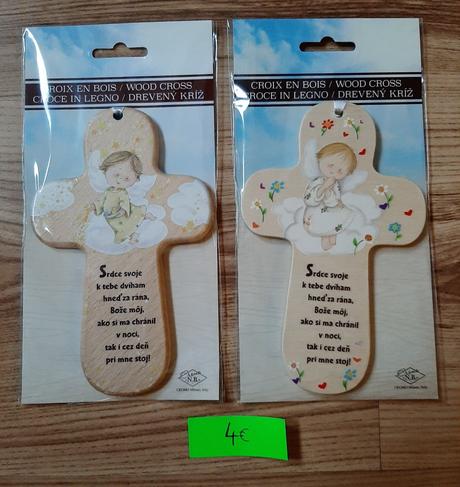 CROIX EN BOIS / WOOD CROSS
CROCE IN LEGNO / DREVENÝ KRÍŽ
Srdce svoje
k tebe dvíham
hneď za rána,
Bože môj,
ako si ma chránil
v noci,
tak i cez deň
pri mne stoj!
N.B.
CROIX EN BOIS / WOOD CROSS
CROCE IN LEGNO / DREVENÝ KRÍŽ
Srdce svoje
k tebe dvíham
hneď za rána,
Bože môj,
ako si ma chránil
v noci,
tak i cez deň
pri mne stoj!
N.B.
4€